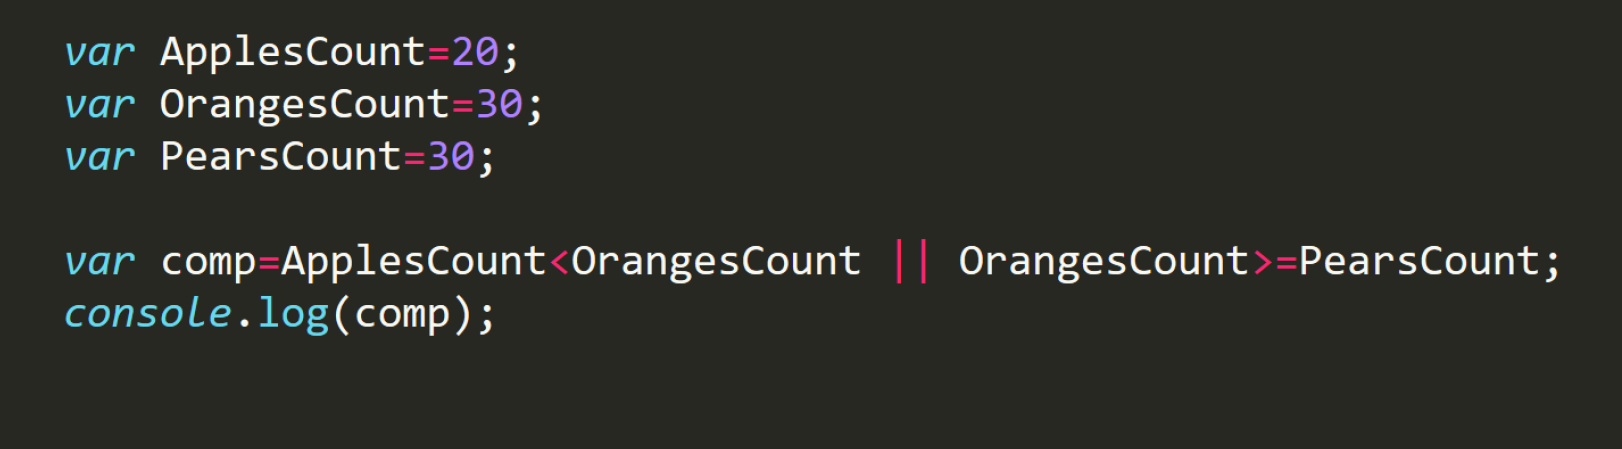 var ApplesCount=20;
var OrangesCount=30;
var PearsCount=30;
var comp=ApplesCount<OrangesCount || OrangesCount>=PearsCount;
console.log(comp);